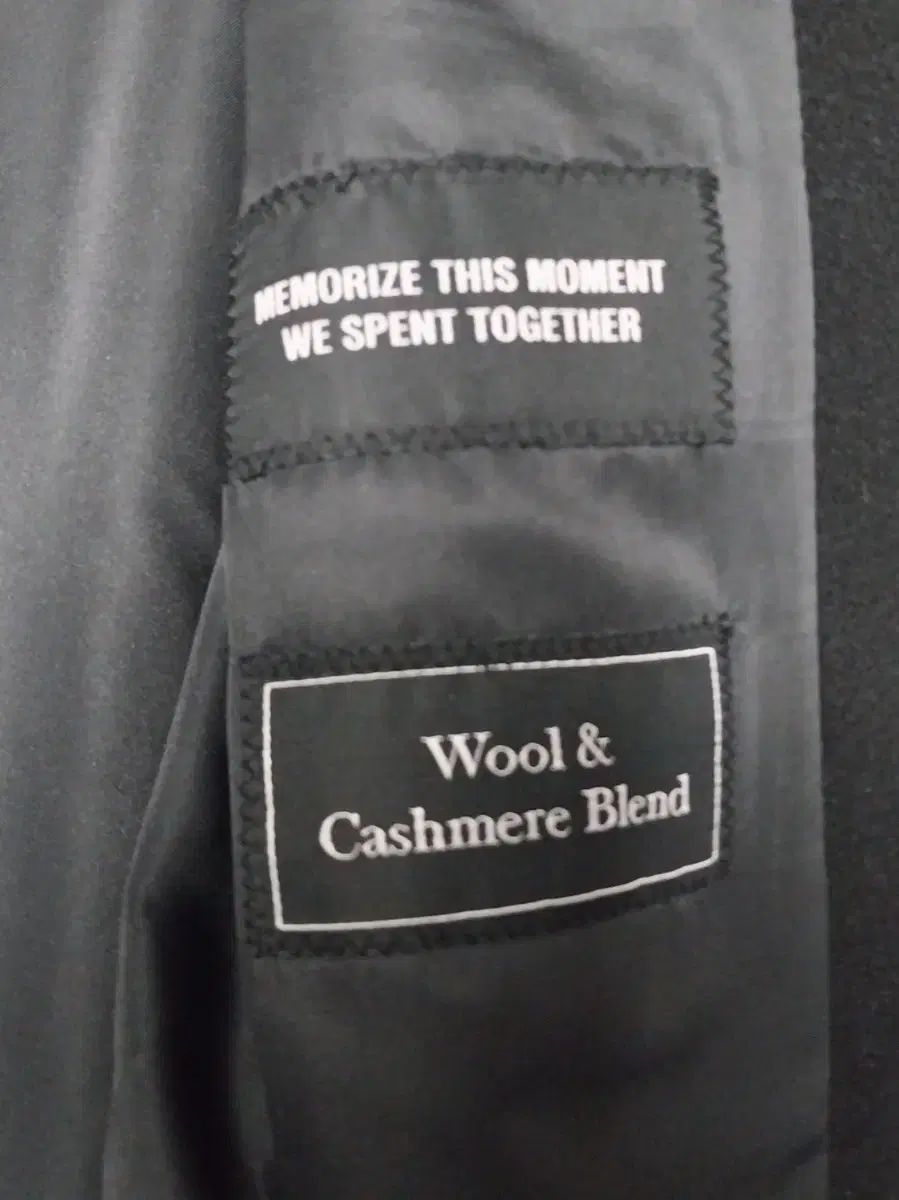 MEMORIZE THIS MOMENT
WE SPENT TOGETHER
Wool &
Cashmere Blend